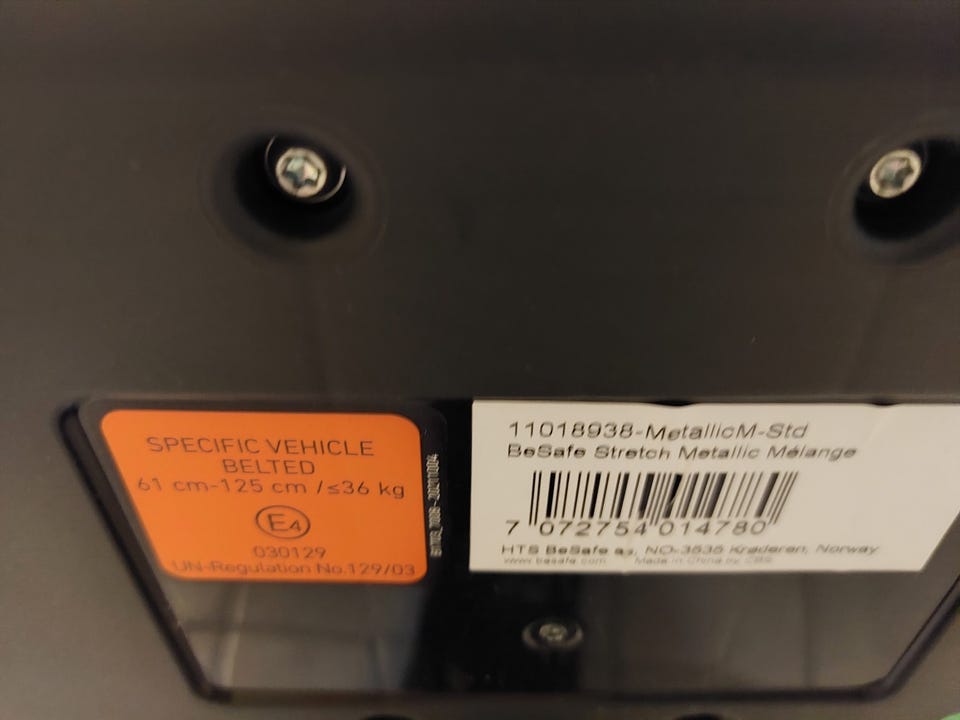 SPECIFIC VEHICLE
BELTED
61 cm-125 cm /≤36 kg
E4
030129
UN-Regulation No.129/03
11018938-MetallicM-Std
BeSafe Stretch Metallic Mélange
7 072754 014780
HTS BeSafe as, NO-3535 Krøderen, Norway
www.besafe.com Made in China by CBS